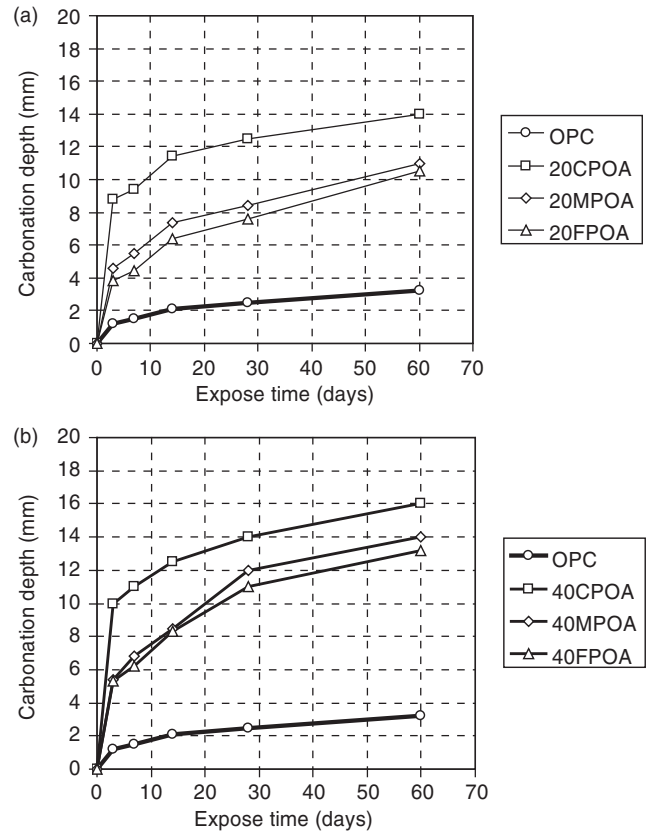 (a)
20
18
16
14
12
10
8
6
4
2
0
Carbonation depth (mm)
0 10 20 30 40 50 60 70
Expose time (days)
OPC
20CPOA
20MPOA
20FPOA
(b)
20
18
16
14
12
10
8
6
4
2
0
Carbonation depth (mm)
0 10 20 30 40 50 60 70
Expose time (days)
OPC
40CPOA
40MPOA
40FPOA